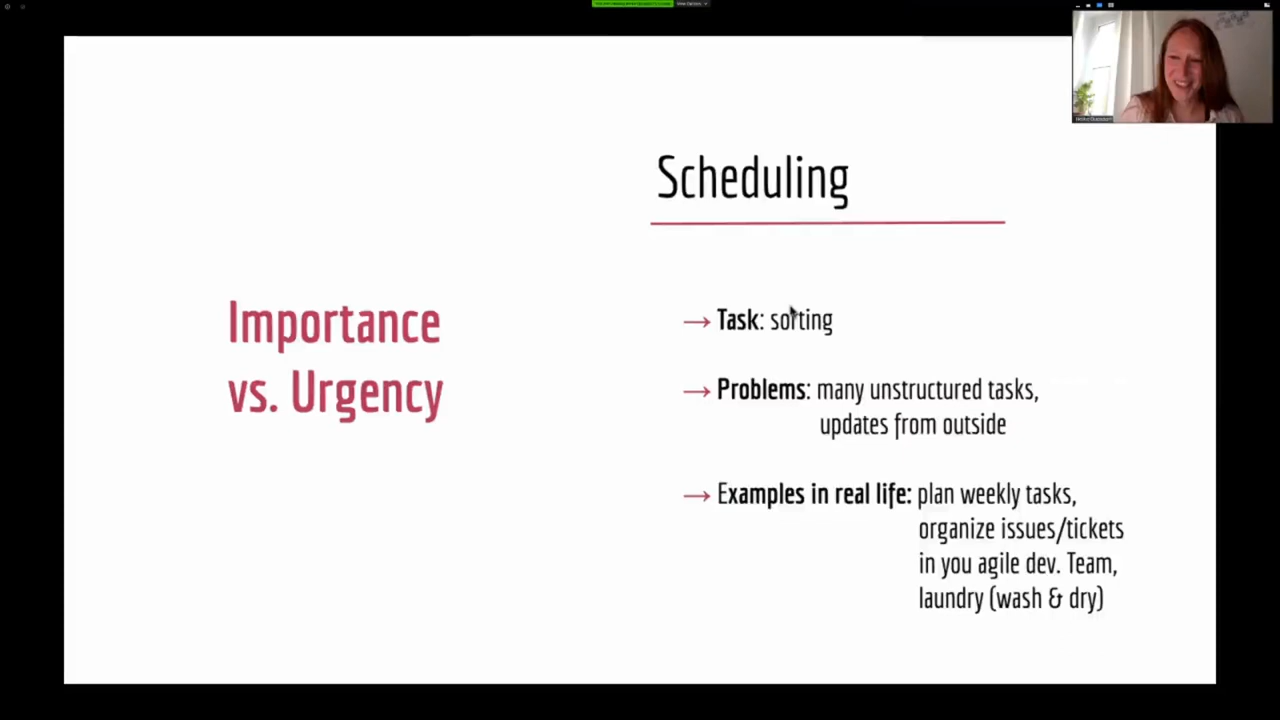 Scheduling
Importance
vs. Urgency
→ Task: sorting
→ Problems: many unstructured tasks,
updates from outside
→ Examples in real life: plan weekly tasks,
organize issues/tickets
in you agile dev. Team,
laundry (wash & dry)